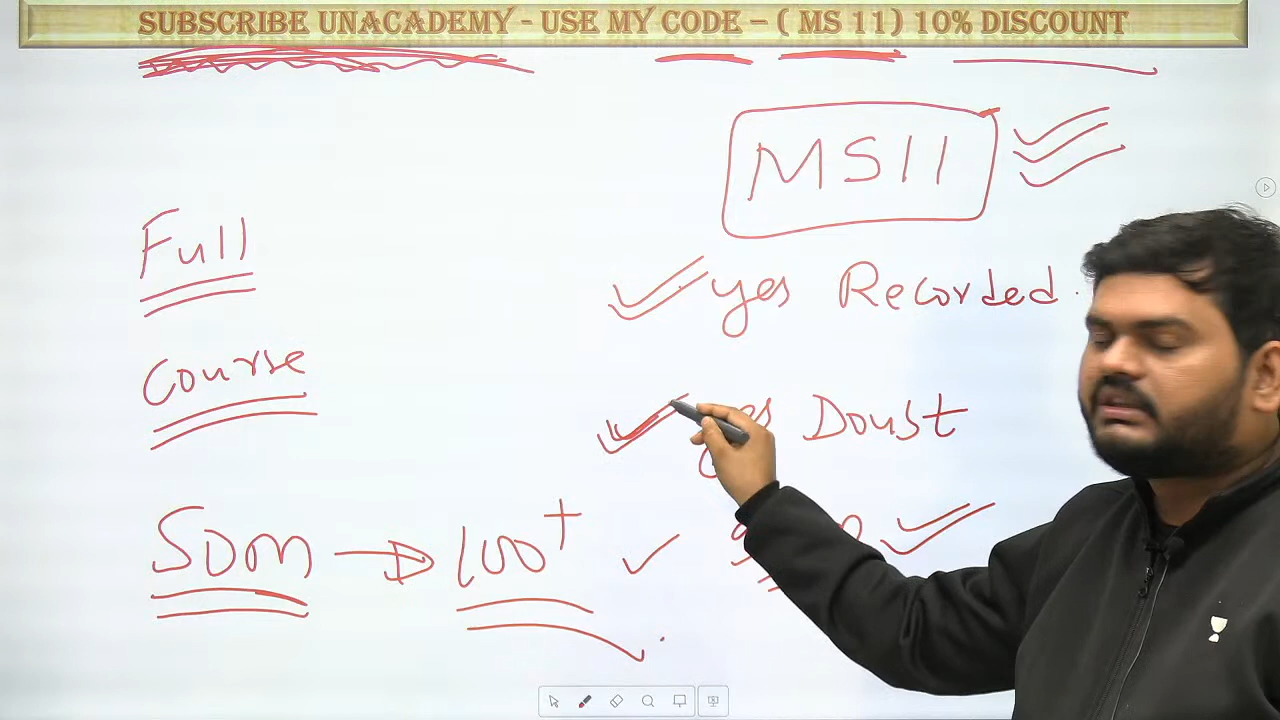 SUBSCRIBE UNACADEMY - USE MY CODE – ( MS 11) 10% DISCOUNT
MS11
Full
yes Recorded
Course
Doust
SOM → 100+